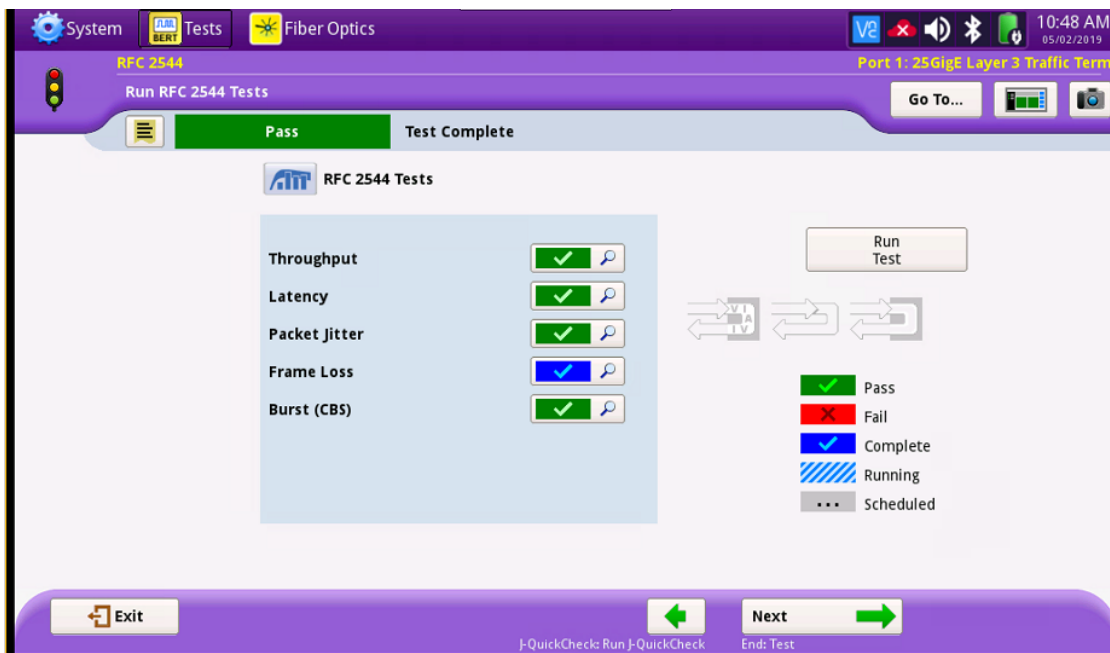 System
BERT
Tests
Fiber Optics
V2
10:48 AM
05/02/2019
RFC 2544
Port 1: 25GigE Layer 3 Traffic Term
Run RFC 2544 Tests
Go To...
Pass
Test Complete
RFC 2544 Tests
Throughput
Latency
Packet Jitter
Frame Loss
Burst (CBS)
Run
Test
VIAVI
Pass
Fail
Complete
Running
... Scheduled
Exit
Next
J-QuickCheck: Run J-QuickCheck
End: Test